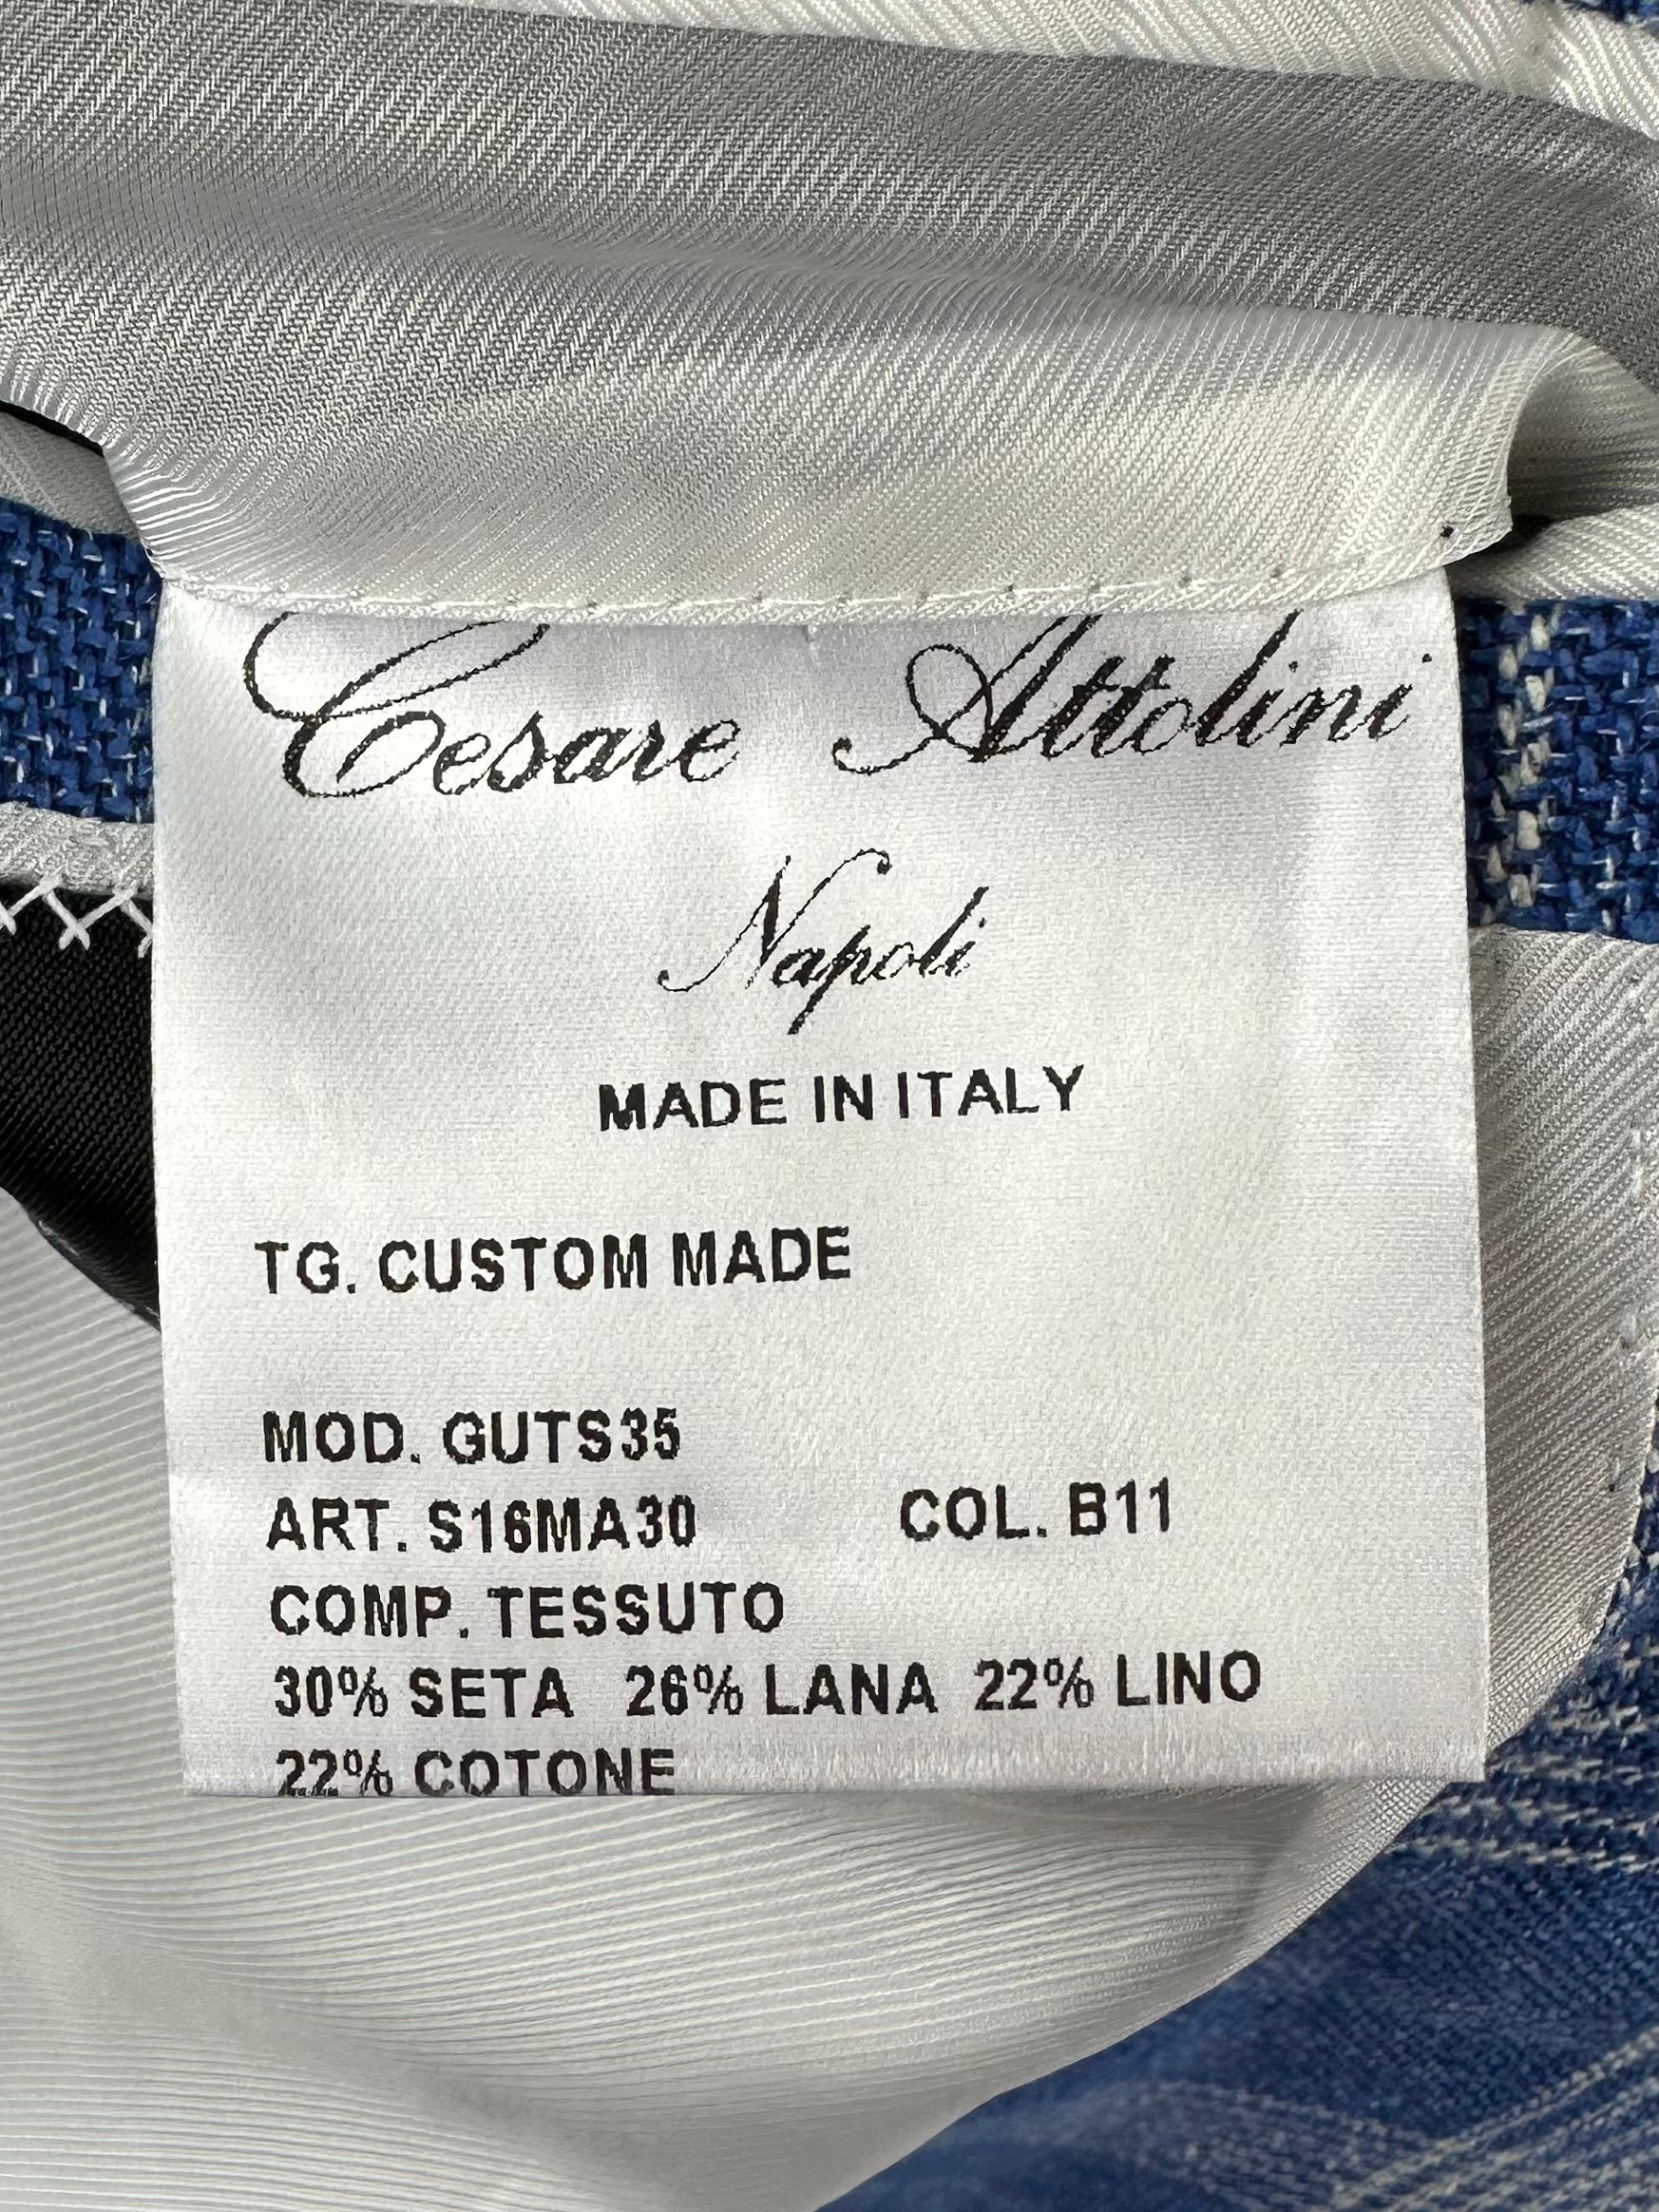 Cesare Attolini
Napoli
MADE IN ITALY
TG. CUSTOM MADE
MOD. GUTS35
ART. S16MA30 COL. B11
COMP. TESSUTO
30% SETA 26% LANA 22% LINO
22% COTONE